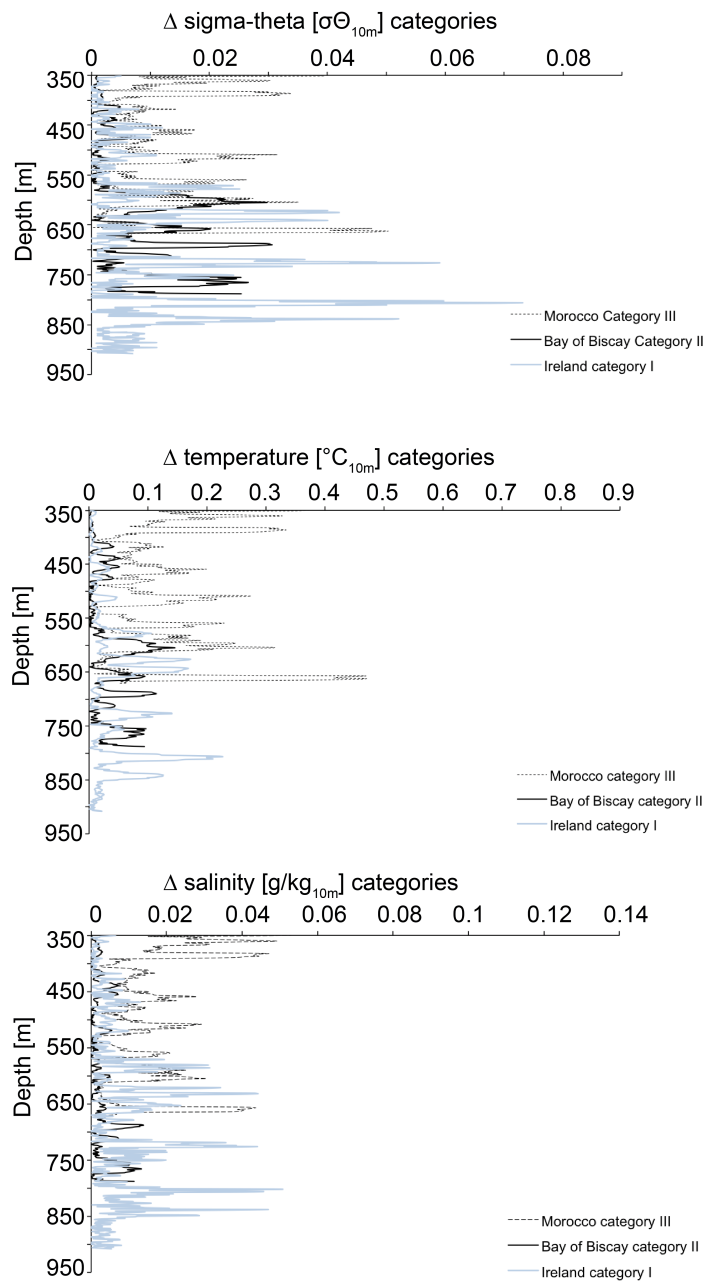 Δ sigma-theta [σΘ10m] categories
0 0.02 0.04 0.06 0.08
350
450
550
650
750
850
950
Depth [m]
Morocco Category III
Bay of Biscay Category II
Ireland category I
Δ temperature [°C10m] categories
0 0.1 0.2 0.3 0.4 0.5 0.6 0.7 0.8 0.9
350
450
550
650
750
850
950
Depth [m]
Morocco category III
Bay of Biscay category II
Ireland category I
Δ salinity [g/kg10m] categories
0 0.02 0.04 0.06 0.08 0.1 0.12 0.14
350
450
550
650
750
850
950
Depth [m]
Morocco category III
Bay of Biscay category II
Ireland category I